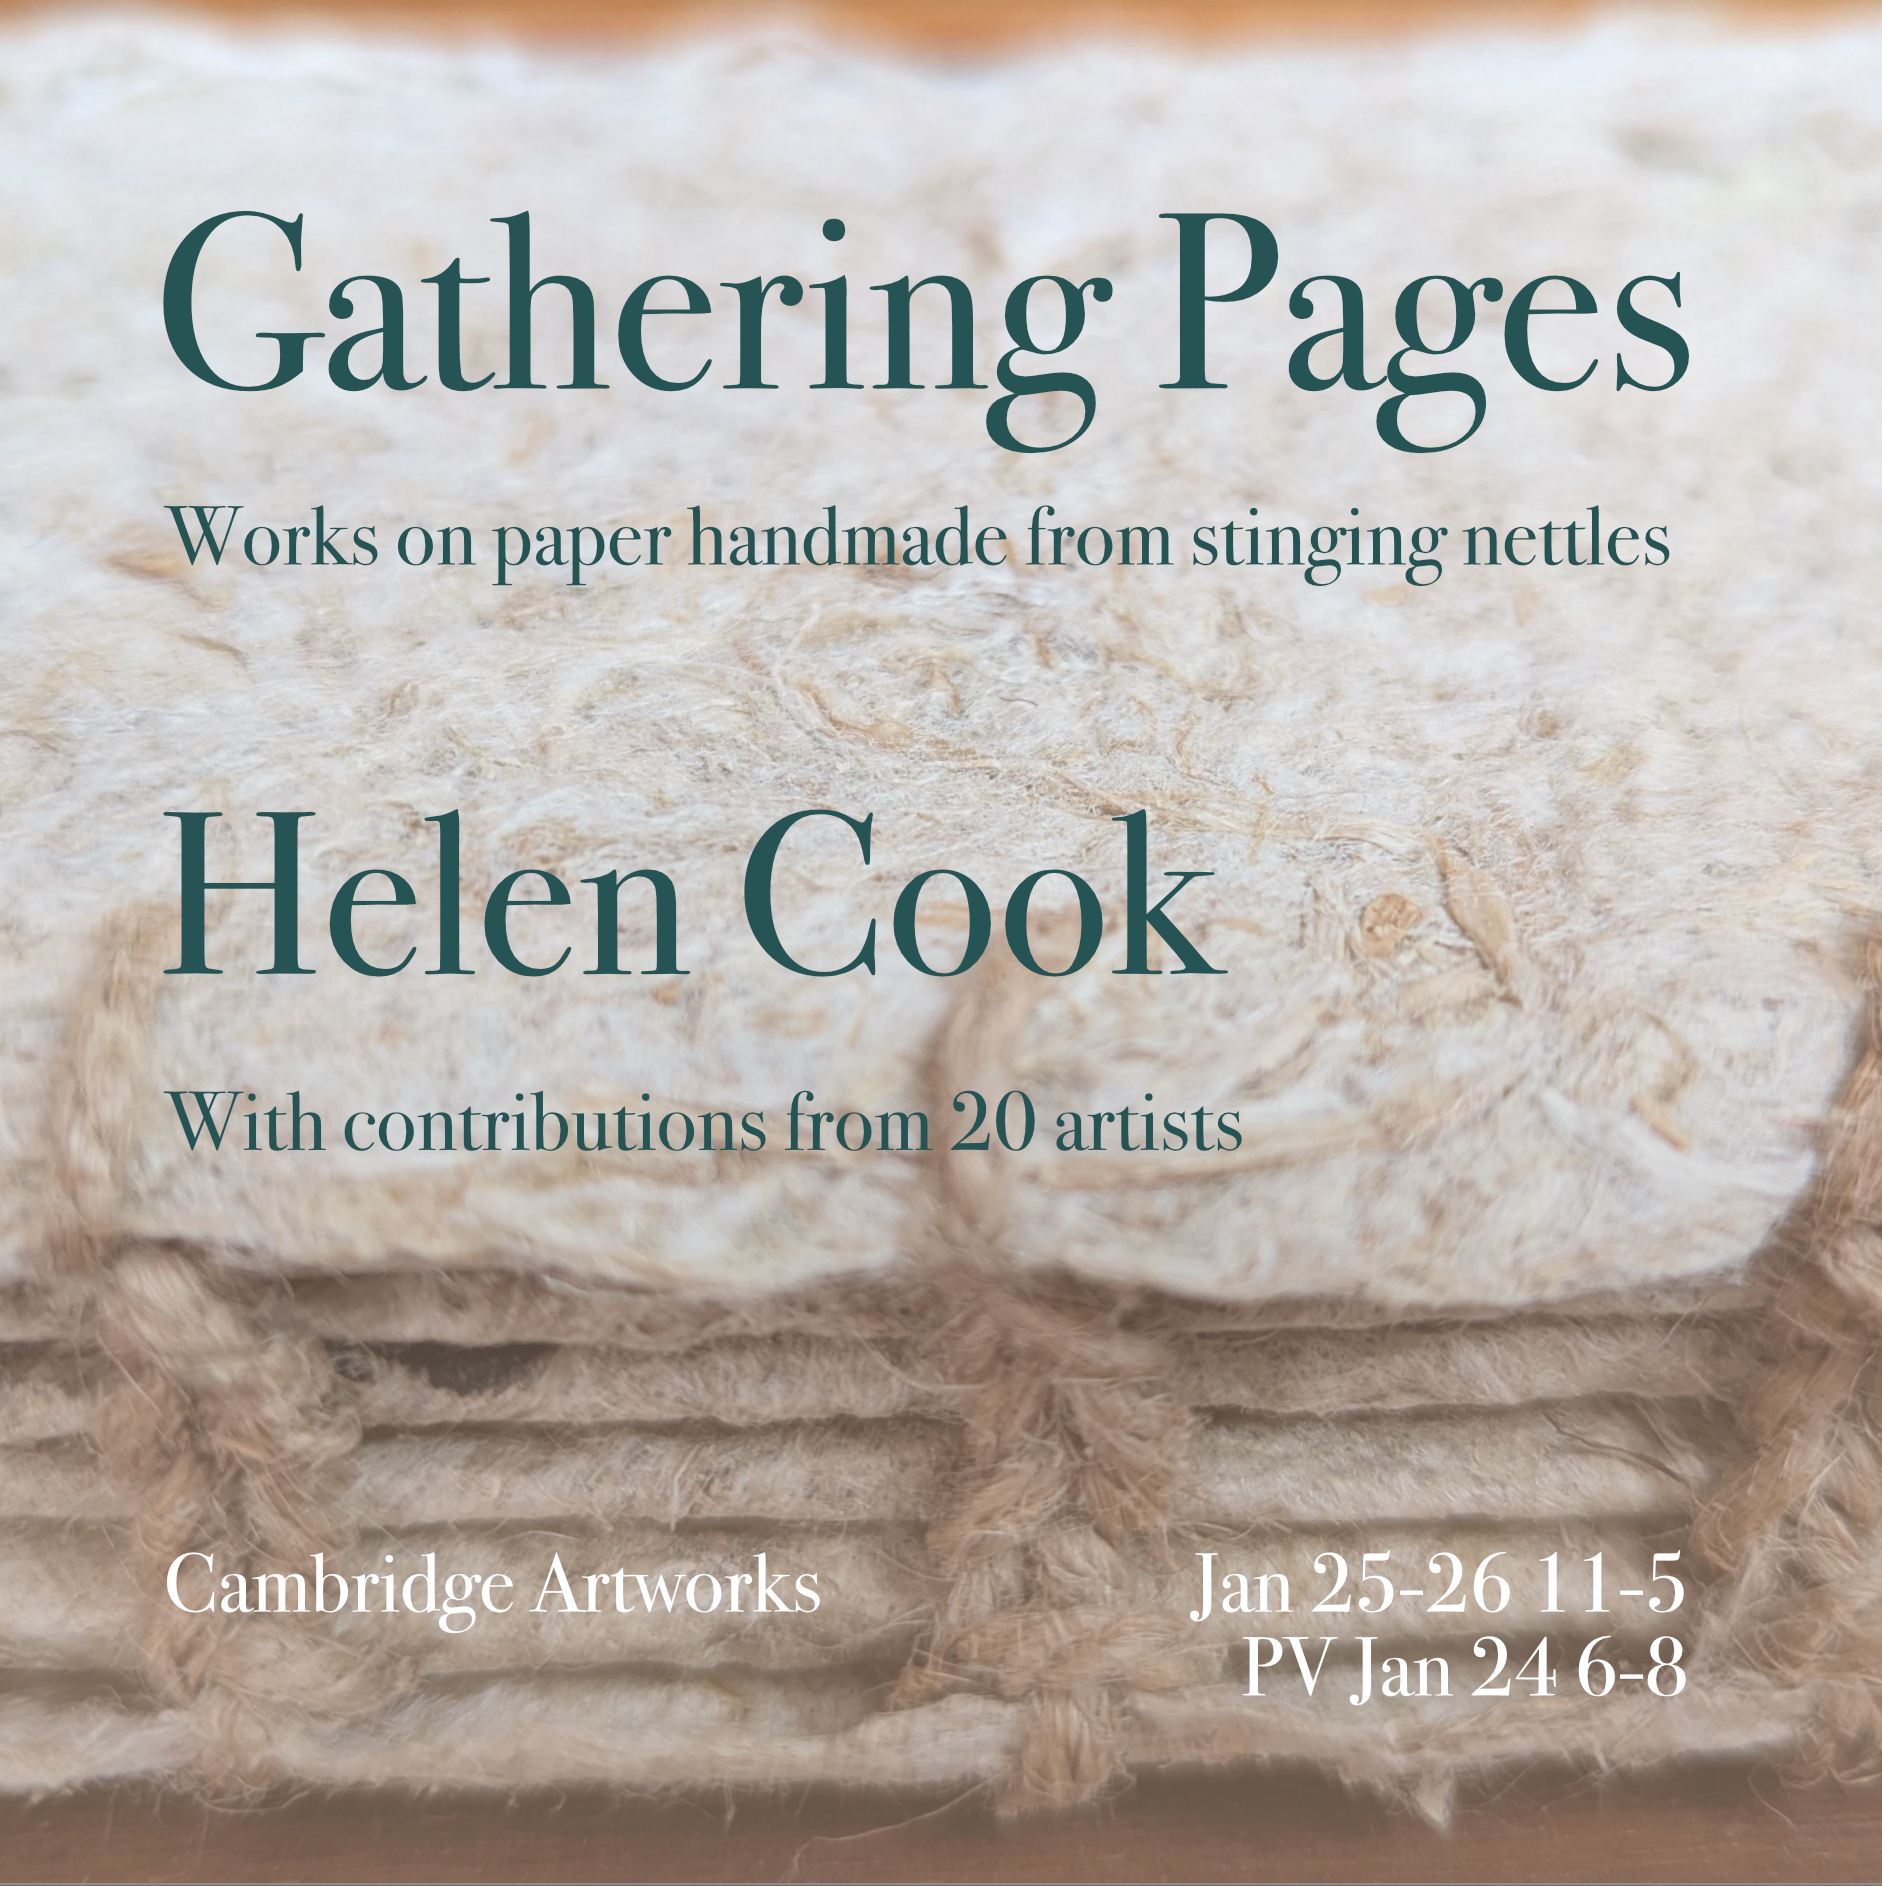 Gathering Pages
Works on paper handmade from stinging nettles
Helen Cook
With contributions from 20 artists
Cambridge Artworks
Jan 25-26 11-5
PV Jan 24 6-8